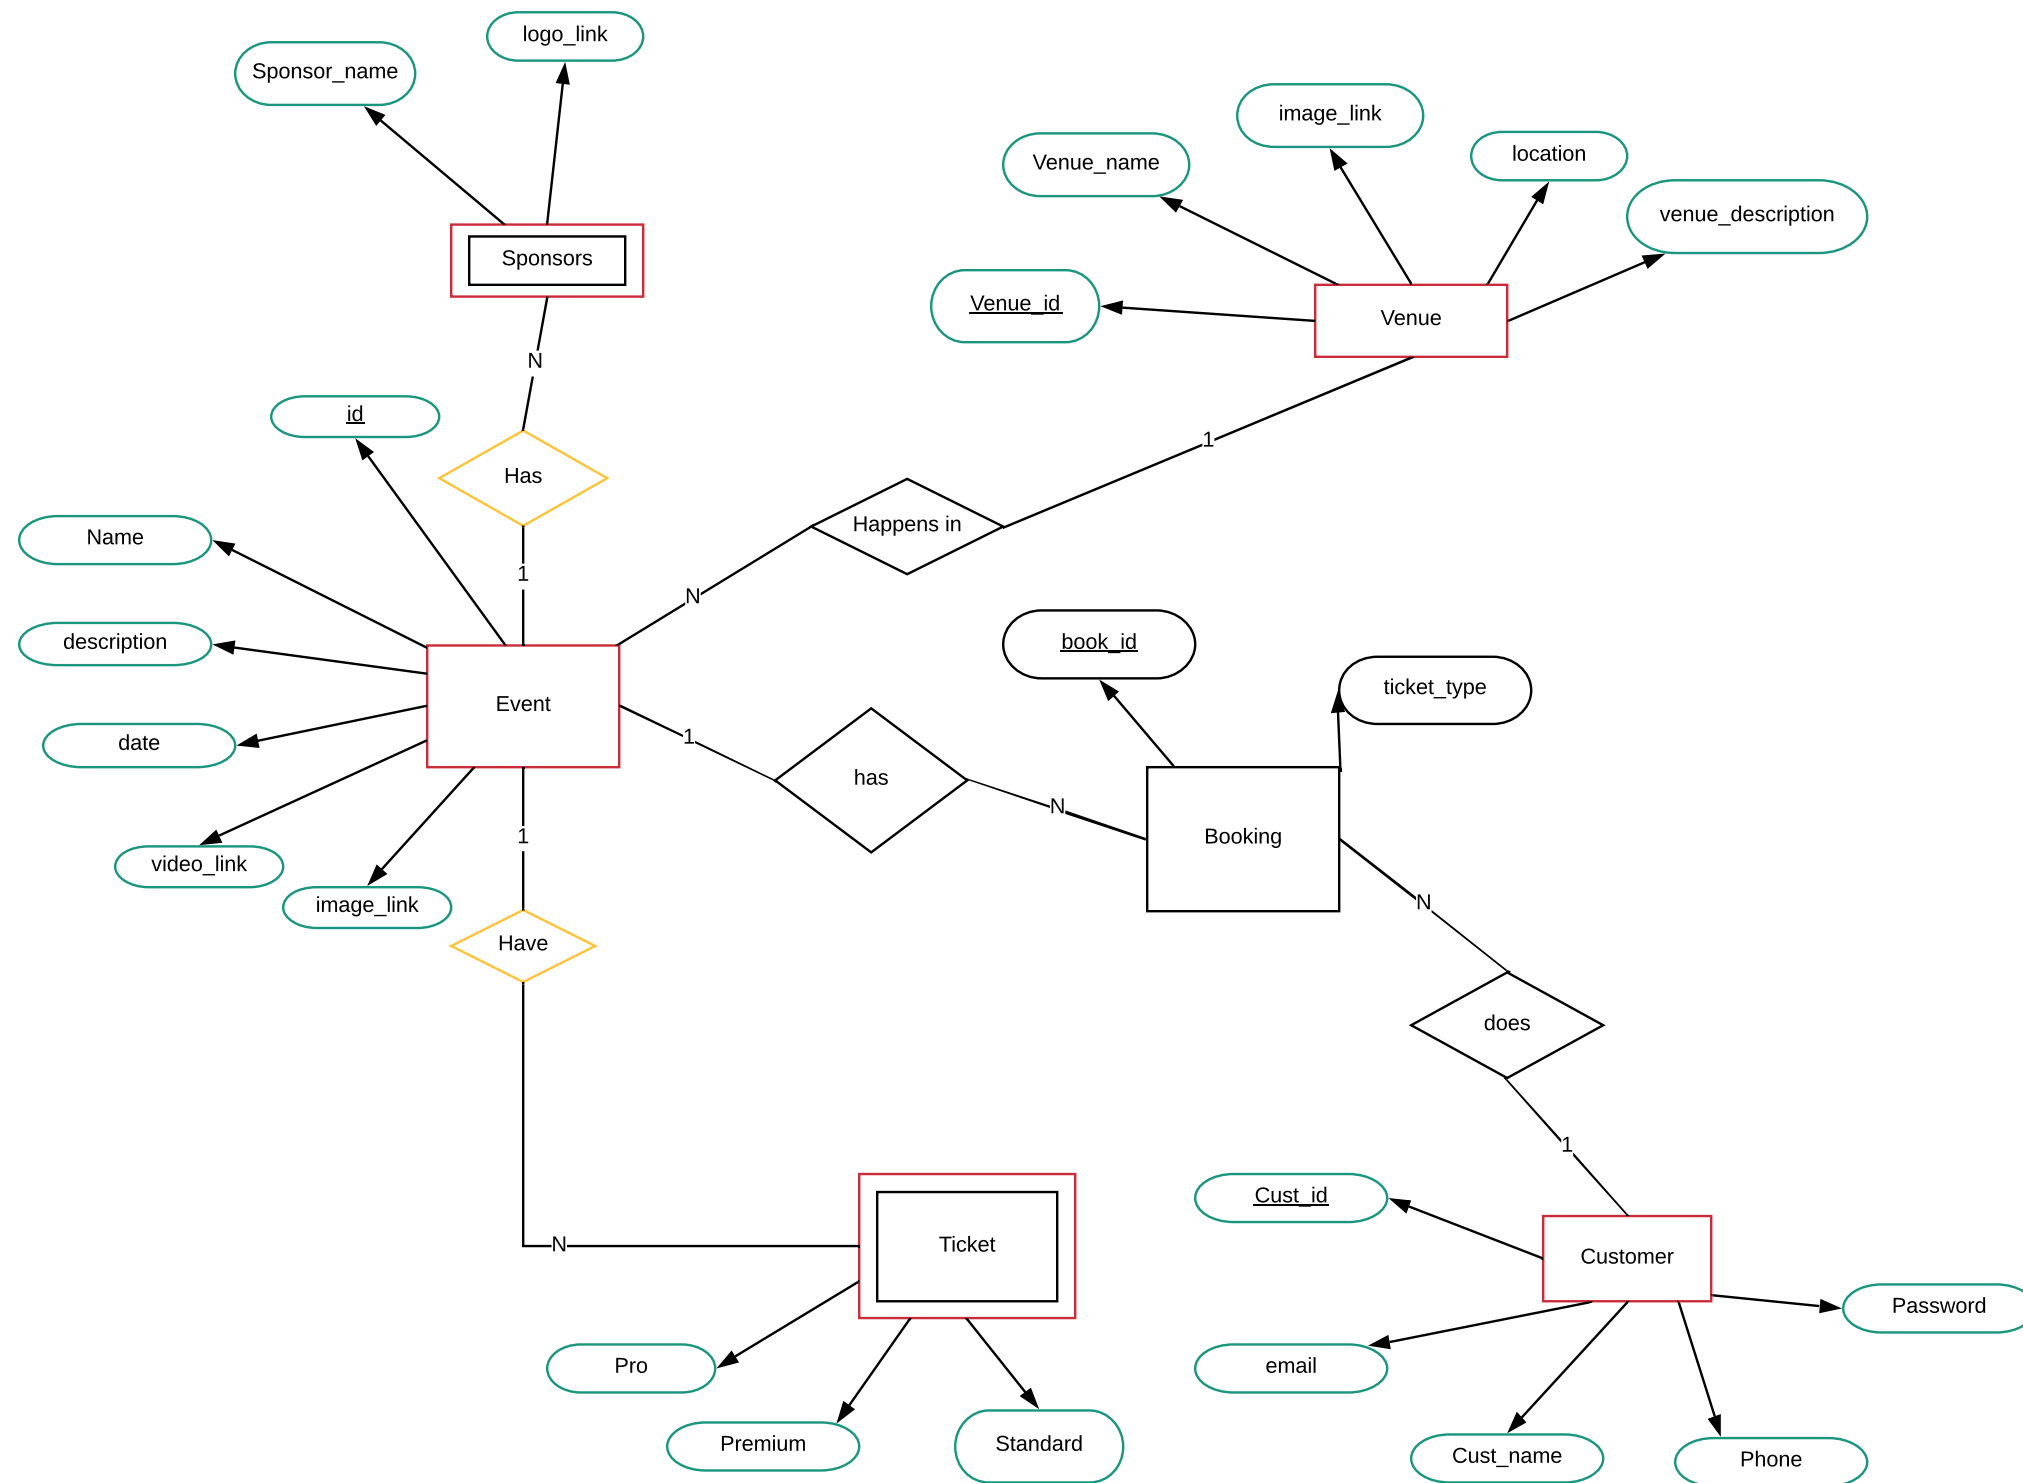 logo_link
Sponsor_name
image_link
Venue_name
location
venue_description
Sponsors
Venue_id
Venue
N
id
1
Has
Happens in
Name
1
N
description
book_id
ticket_type
Event
date
1
has
N
1
Booking
video_link
image_link
N
Have
does
1
Cust_id
N
Ticket
Customer
Password
Pro
email
Premium
Standard
Cust_name
Phone